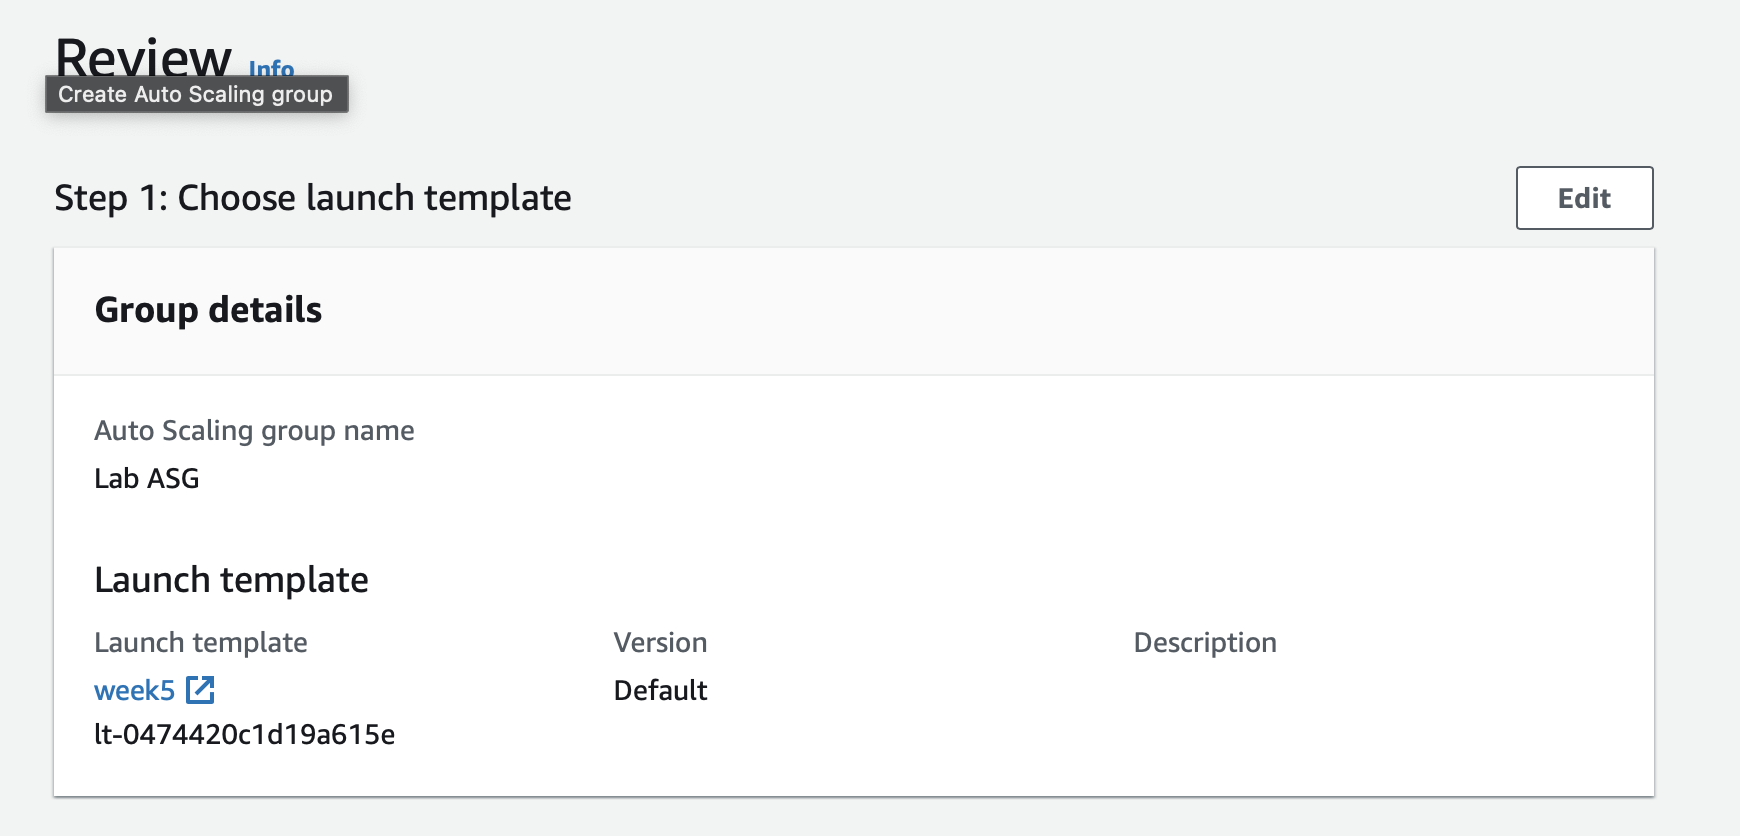 Review Info
Create Auto Scaling group
Step 1: Choose launch template
Edit
Group details
Auto Scaling group name
Lab ASG
Launch template
Launch template Version Description
week5 Default
lt-0474420c1d19a615e